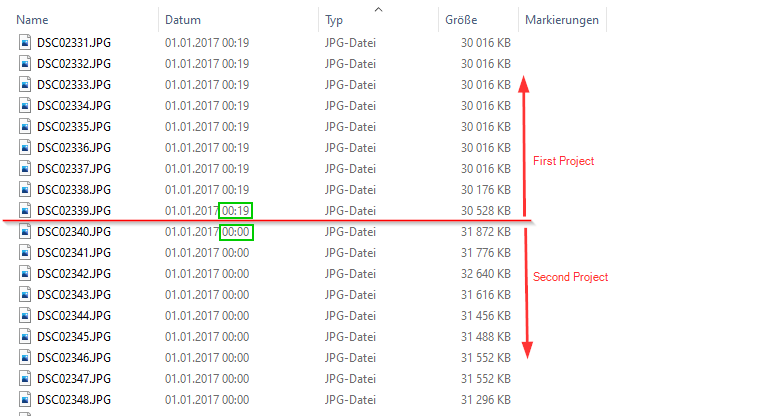 Name Datum Typ Größe Markierungen
DSC02331.JPG 01.01.2017 00:19 JPG-Datei 30 016 KB
DSC02332.JPG 01.01.2017 00:19 JPG-Datei 30 016 KB
DSC02333.JPG 01.01.2017 00:19 JPG-Datei 30 016 KB
DSC02334.JPG 01.01.2017 00:19 JPG-Datei 30 016 KB
DSC02335.JPG 01.01.2017 00:19 JPG-Datei 30 016 KB
DSC02336.JPG 01.01.2017 00:19 JPG-Datei 30 016 KB
DSC02337.JPG 01.01.2017 00:19 JPG-Datei 30 016 KB
First Project
DSC02338.JPG 01.01.2017 00:19 JPG-Datei 30 176 KB
DSC02339.JPG 01.01.2017 00:19 JPG-Datei 30 528 KB
DSC02340.JPG 01.01.2017 00:00 JPG-Datei 31 872 KB
DSC02341.JPG 01.01.2017 00:00 JPG-Datei 31 776 KB
DSC02342.JPG 01.01.2017 00:00 JPG-Datei 32 640 KB
Second Project
DSC02343.JPG 01.01.2017 00:00 JPG-Datei 31 616 KB
DSC02344.JPG 01.01.2017 00:00 JPG-Datei 31 456 KB
DSC02345.JPG 01.01.2017 00:00 JPG-Datei 31 488 KB
DSC02346.JPG 01.01.2017 00:00 JPG-Datei 31 552 KB
DSC02347.JPG 01.01.2017 00:00 JPG-Datei 31 552 KB
DSC02348.JPG 01.01.2017 00:00 JPG-Datei 31 296 KB